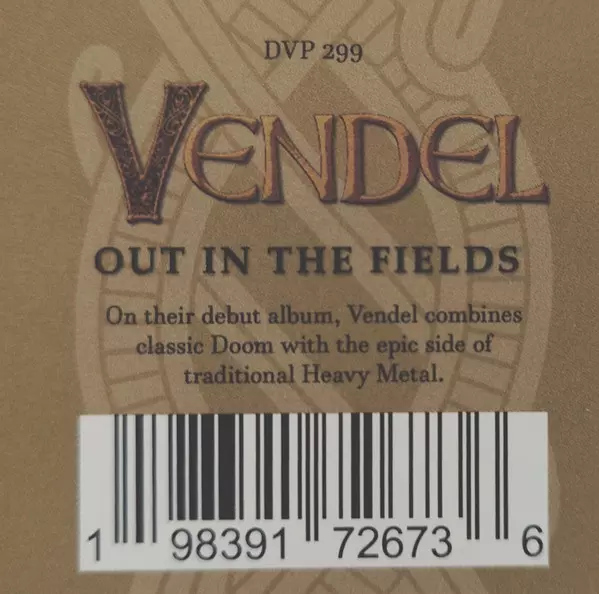 DVP 299
VENDEL
OUT IN THE FIELDS
On their debut album, Vendel combines
classic Doom with the epic side of
traditional Heavy Metal.
1 98391 72673 6